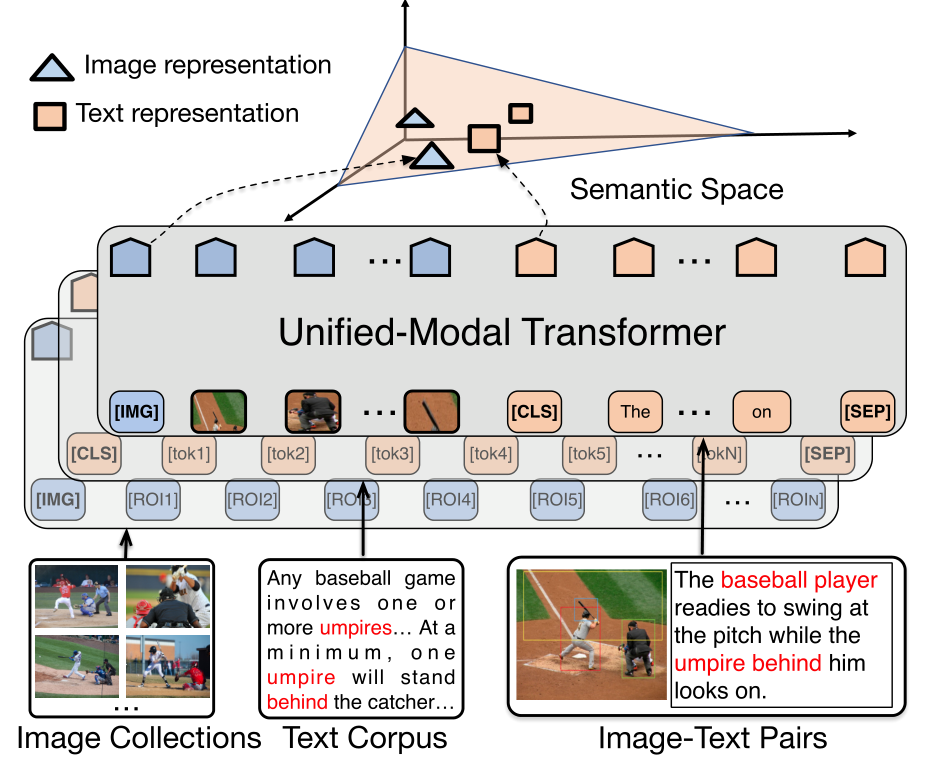 Image representation
Text representation
Semantic Space
...
...
Unified-Modal Transformer
[IMG] ... [CLS] The ... on [SEP]
[CLS] [tok1] [tok2] [tok3] [tok4] [tok5] ... [tokN] [SEP]
[IMG] [ROI1] [ROI2] [ROI3] [ROI4] [ROI5] [ROI6] ... [ROIN]
...
Any baseball game
involves one or
more umpires... At a
minimum, one
umpire will stand
behind the catcher...
The baseball player
readies to swing at
the pitch while the
umpire behind him
looks on.
Image Collections
Text Corpus
Image-Text Pairs